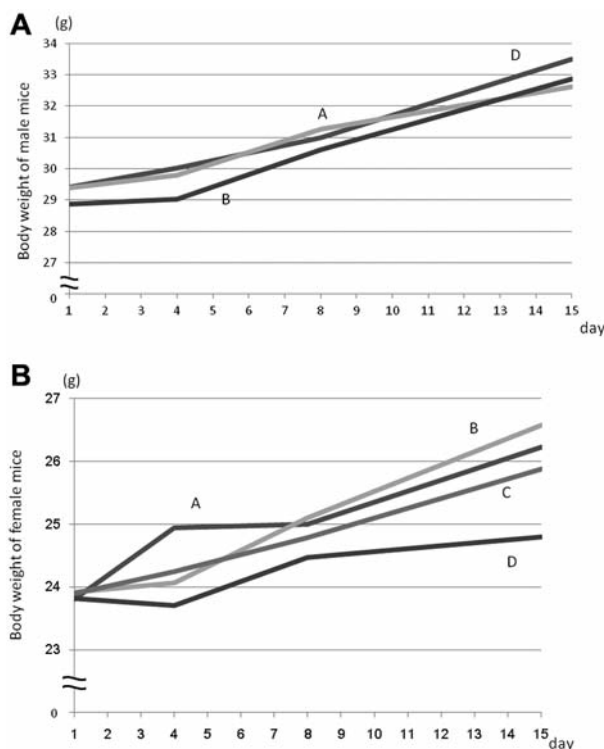 A
(g)
Body weight of male mice
34
33
32
31
30
29
28
27
0
D
A
B
1 2 3 4 5 6 7 8 9 10 11 12 13 14 15
day
B
(g)
Body weight of female mice
27
26
25
24
23
0
B
A
C
D
1 2 3 4 5 6 7 8 9 10 11 12 13 14 15
day